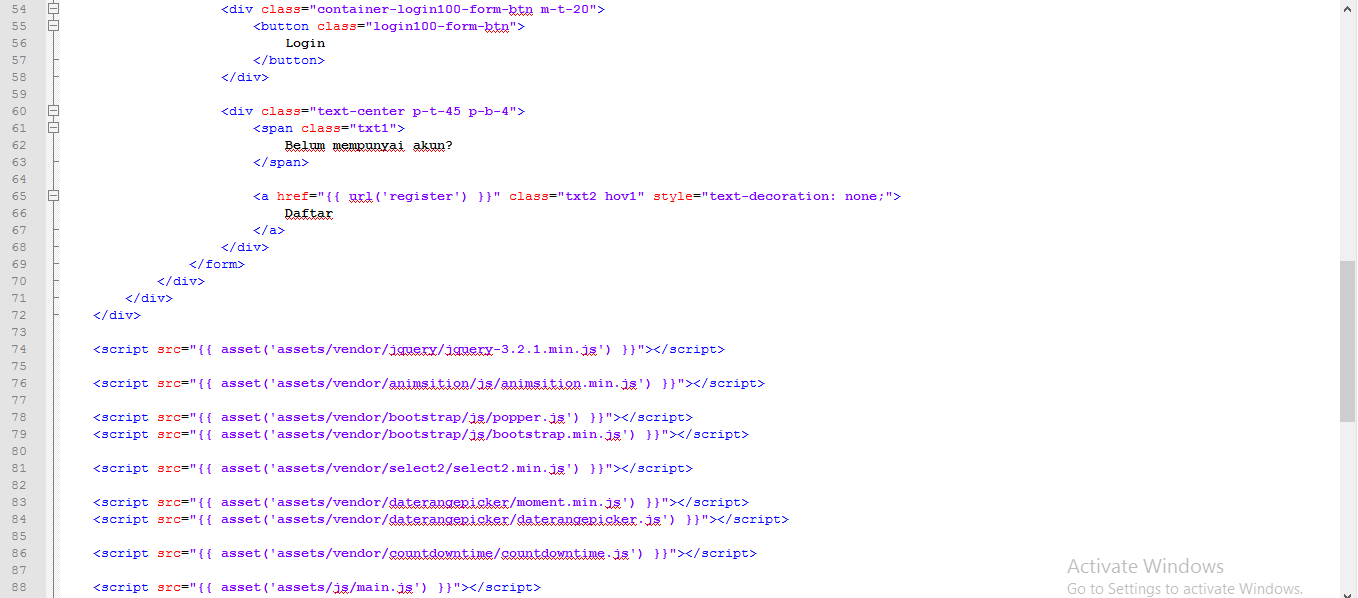 54 <div class="container-login100-form-btn m-t-20">
55 <button class="login100-form-btn">
56 Login
57 </button>
58 </div>
59
60 <div class="text-center p-t-45 p-b-4">
61 <span class="txt1">
62 Belum mempunyai akun?
63 </span>
64
65 <a href="{{ url('register') }}" class="txt2 hov1" style="text-decoration: none;">
66 Daftar
67 </a>
68 </div>
69 </form>
70 </div>
71 </div>
72 </div>
73
74 <script src="{{ asset('assets/vendor/jquery/jquery-3.2.1.min.js') }}"></script>
75
76 <script src="{{ asset('assets/vendor/animsition/js/animsition.min.js') }}"></script>
77
78 <script src="{{ asset('assets/vendor/bootstrap/js/popper.js') }}"></script>
79 <script src="{{ asset('assets/vendor/bootstrap/js/bootstrap.min.js') }}"></script>
80
81 <script src="{{ asset('assets/vendor/select2/select2.min.js') }}"></script>
82
83 <script src="{{ asset('assets/vendor/daterangepicker/moment.min.js') }}"></script>
84 <script src="{{ asset('assets/vendor/daterangepicker/daterangepicker.js') }}"></script>
85
86 <script src="{{ asset('assets/vendor/countdowntime/countdowntime.js') }}"></script>
87
88 <script src="{{ asset('assets/js/main.js') }}"></script>
Activate Windows
Go to Settings to activate Windows.